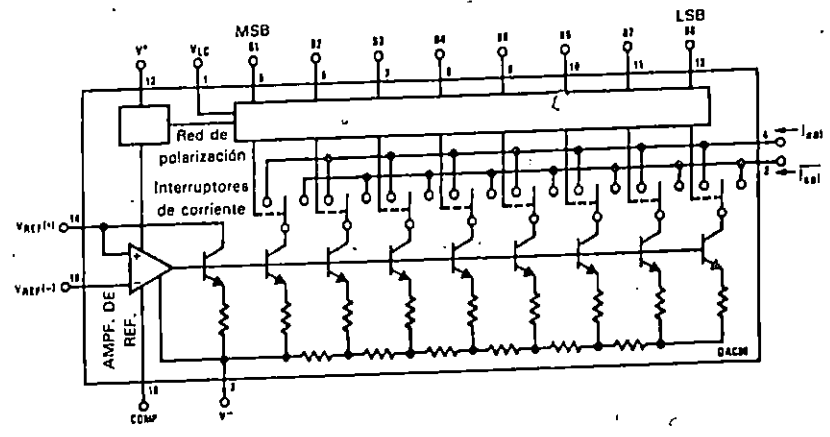 MSB
LSB
V+
VLC
B1
B2
B3
B4
B5
B6
B7
B8
13
1
5
6
7
8
9
10
11
12
Red de
polarización
Interruptores
de corriente
4
Isal
2
Isal
VREF(+)
14
VREF(−)
15
+
−
AMPF. DE
REF.
16
COMP
3
V−
DAC08